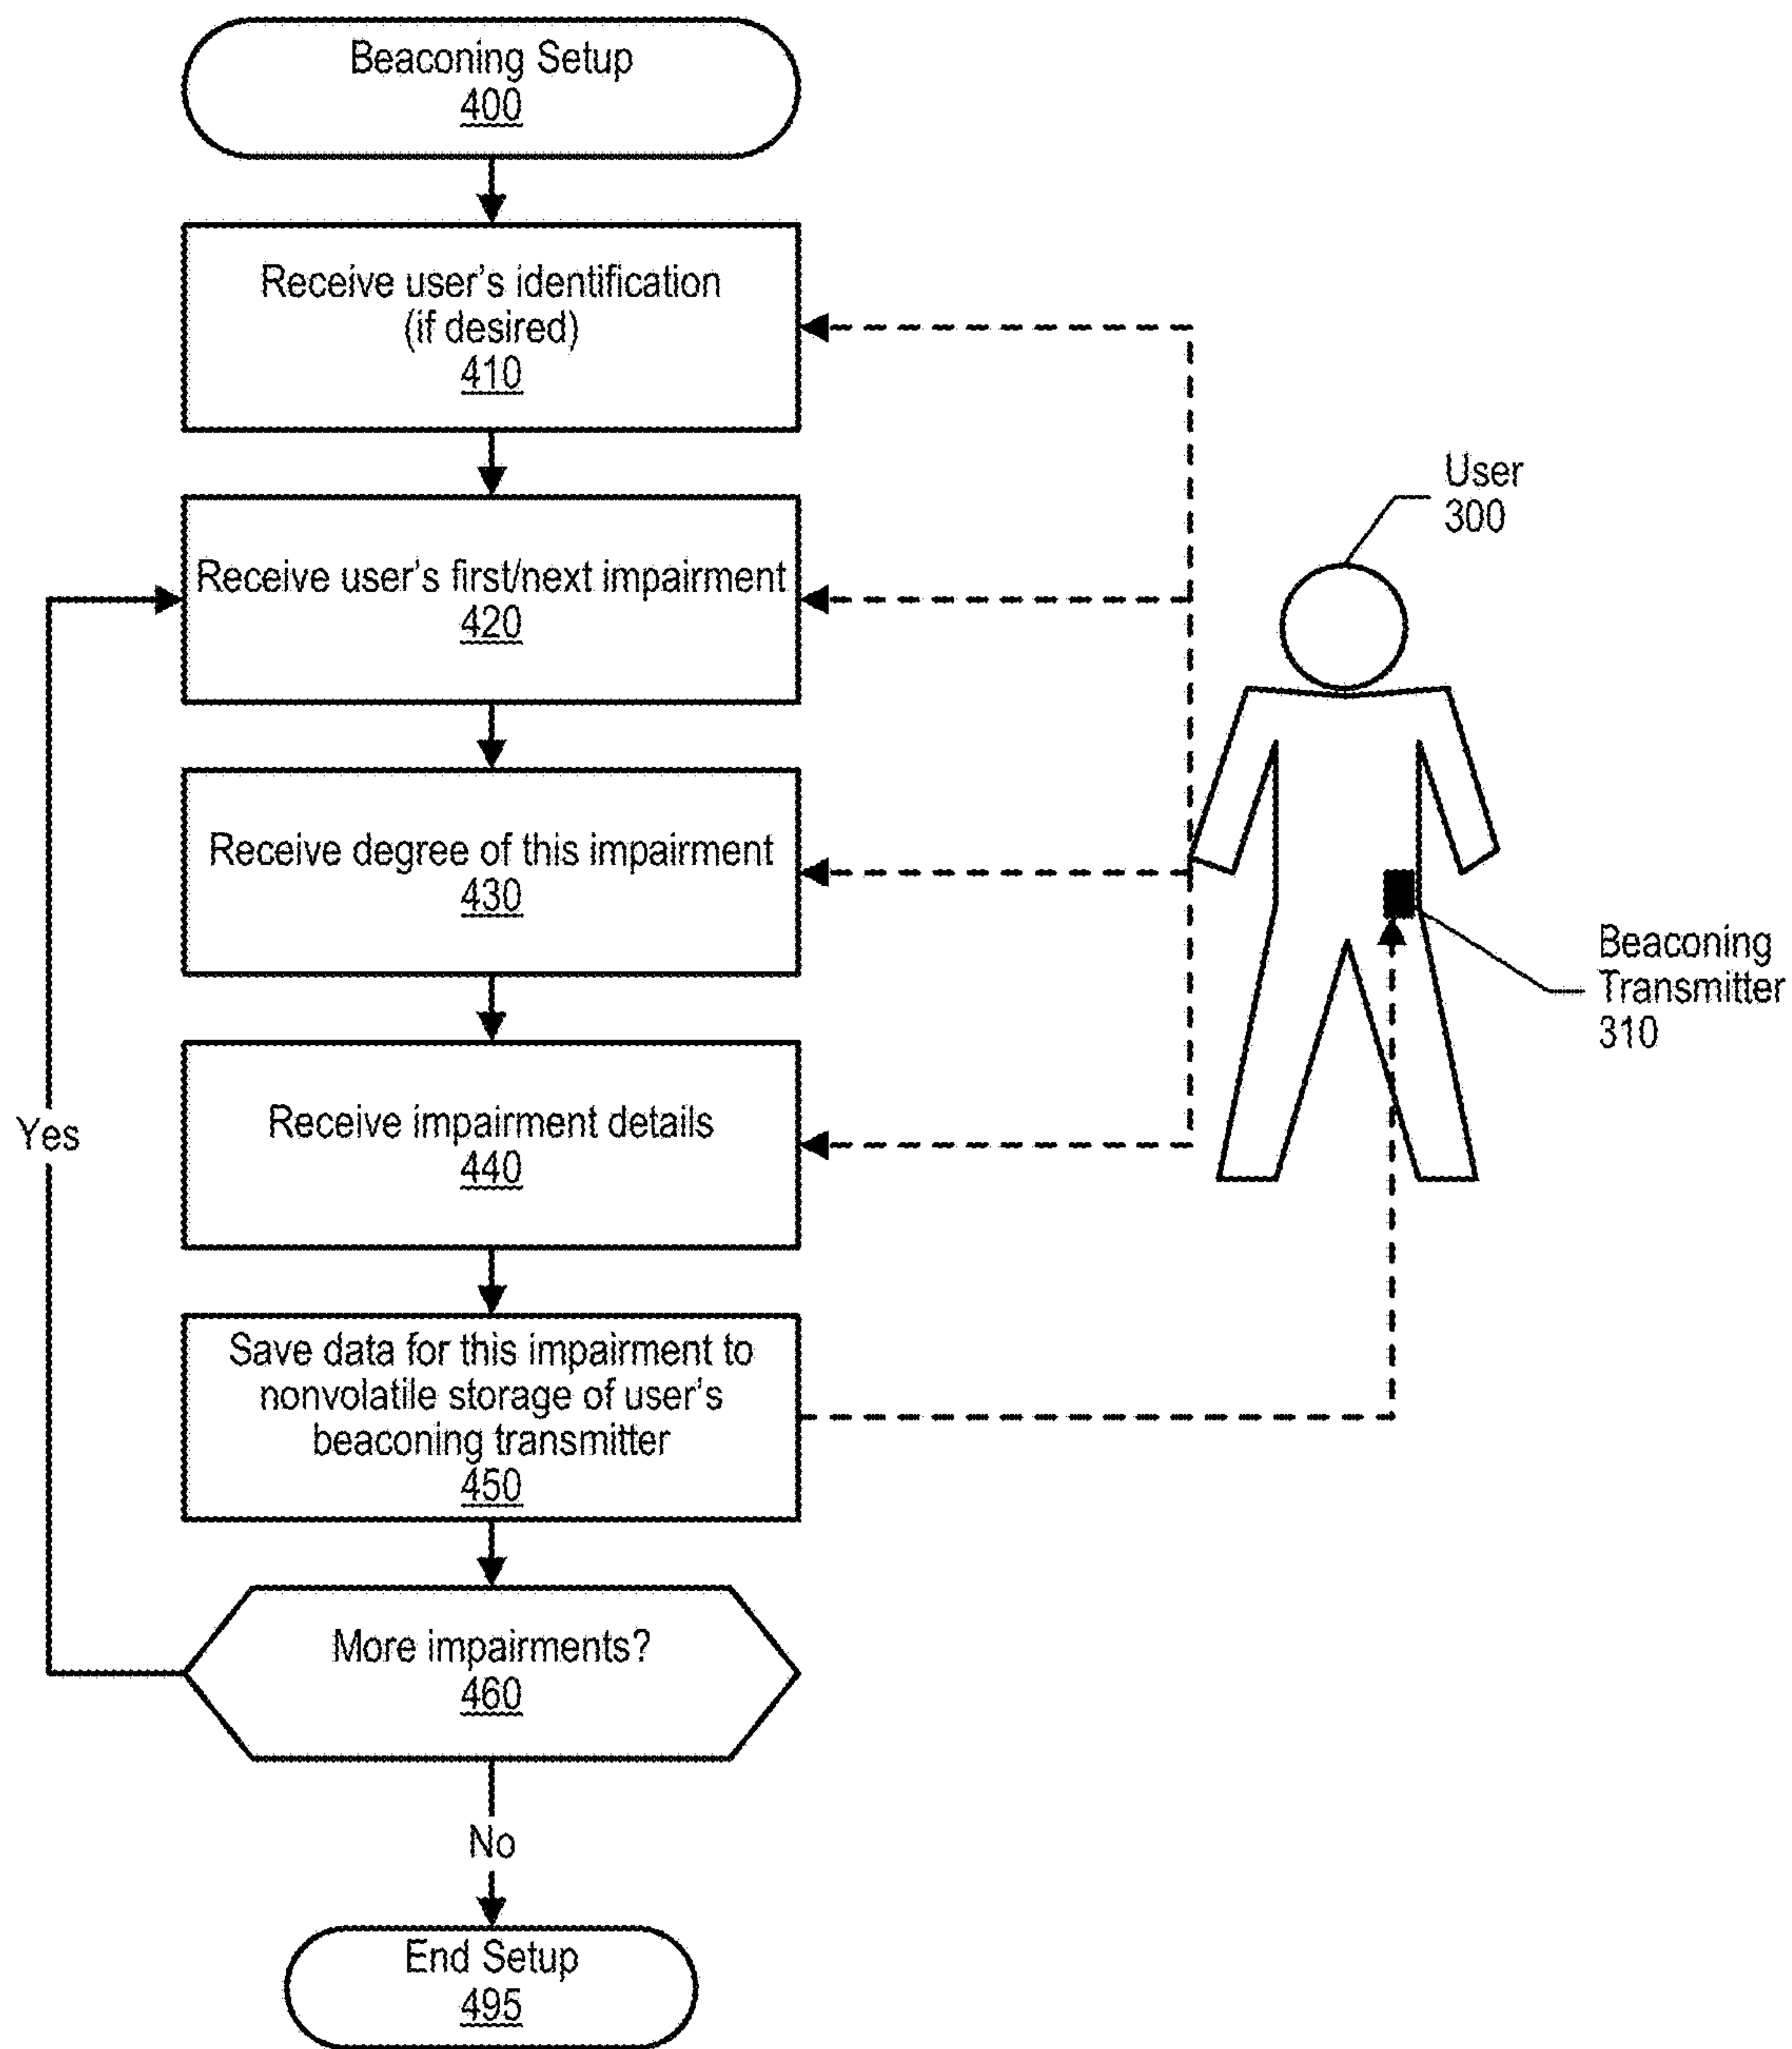 Beaconing Setup
400
Receive user's identification
(if desired)
410
Receive user's first/next impairment
420
Receive degree of this impairment
430
Receive impairment details
440
Save data for this impairment to
nonvolatile storage of user's
beaconing transmitter
450
More impairments?
460
Yes
No
End Setup
495
User
300
Beaconing
Transmitter
310